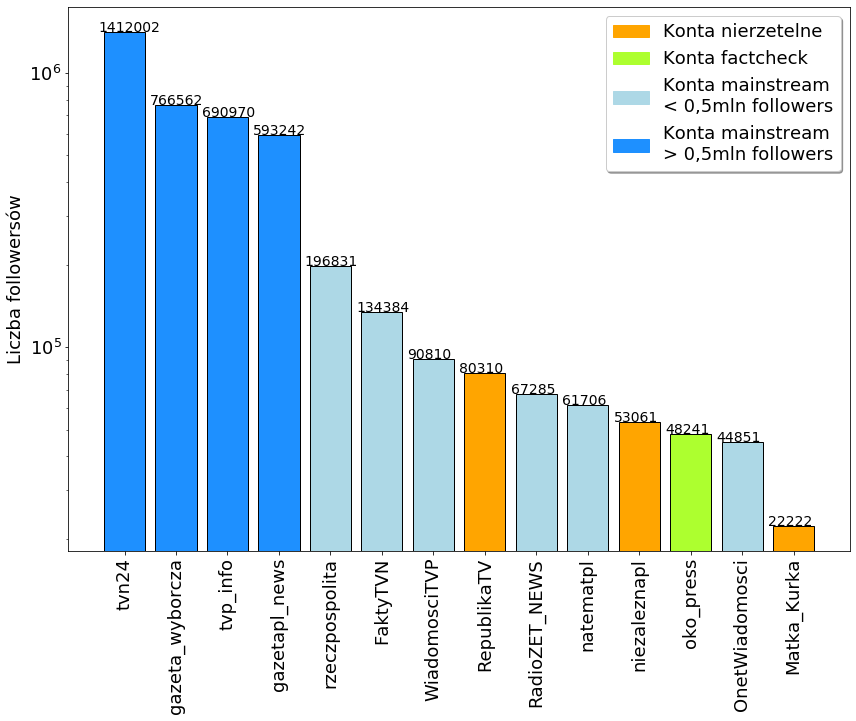 1412002
766562
690970
593242
196831
134384
90810
80310
67285
61706
53061
48241
44851
22222
Konta nierzetelne
Konta factcheck
Konta mainstream
< 0,5mln followers
Konta mainstream
> 0,5mln followers
Liczba followersów
10^6
10^5
tvn24
gazeta_wyborcza
tvp_info
gazetapl_news
rzeczpospolita
FaktyTVN
WiadomosciTVP
RepublikaTV
RadioZET_NEWS
natematpl
niezaleznapl
oko_press
OnetWiadomosci
Matka_Kurka